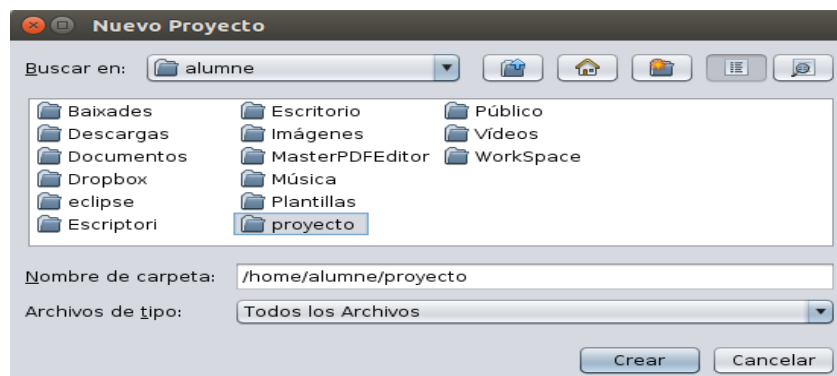 Nuevo Proyecto
Buscar en: alumne
Baixades Escritorio Público
Descargas Imágenes Vídeos
Documentos MasterPDFEditor WorkSpace
Dropbox Música
eclipse Plantillas
Escriptori proyecto
Nombre de carpeta: /home/alumne/proyecto
Archivos de tipo: Todos los Archivos
Crear Cancelar